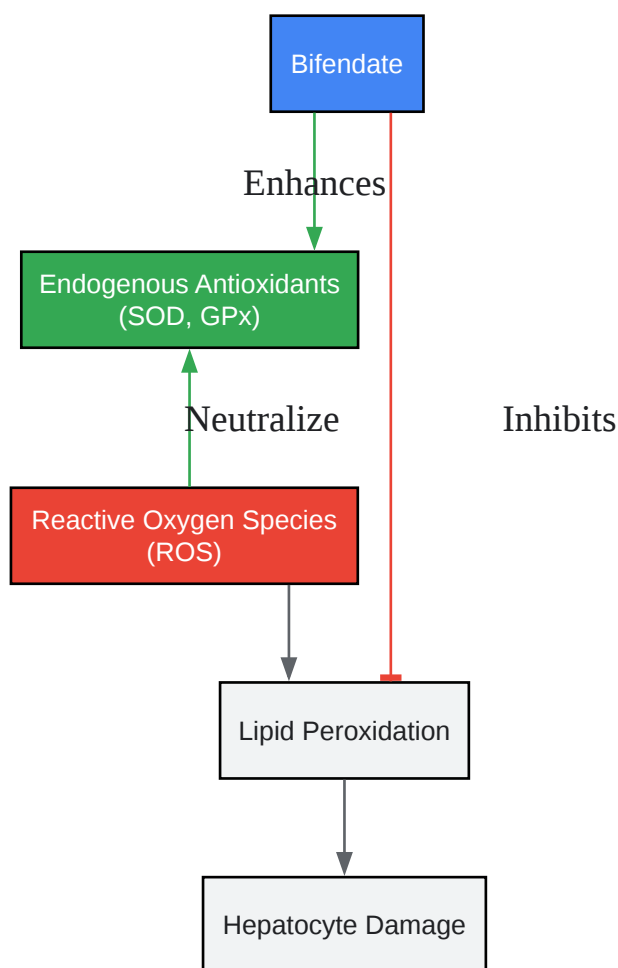 Bifendate
Enhances
Endogenous Antioxidants
(SOD, GPx)
Neutralize
Inhibits
Reactive Oxygen Species
(ROS)
Lipid Peroxidation
Hepatocyte Damage